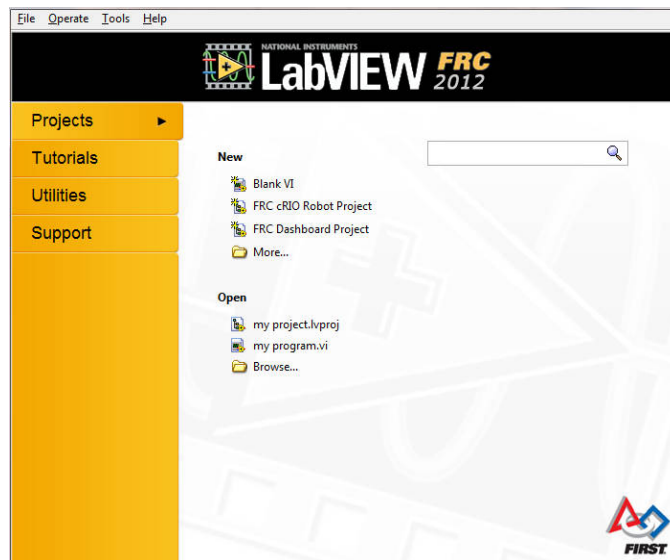 File Operate Tools Help
NATIONAL INSTRUMENTS
LabVIEW FRC 2012
Projects
Tutorials
Utilities
Support
New
Blank VI
FRC cRIO Robot Project
FRC Dashboard Project
More...
Open
my project.lvproj
my program.vi
Browse...
FIRST